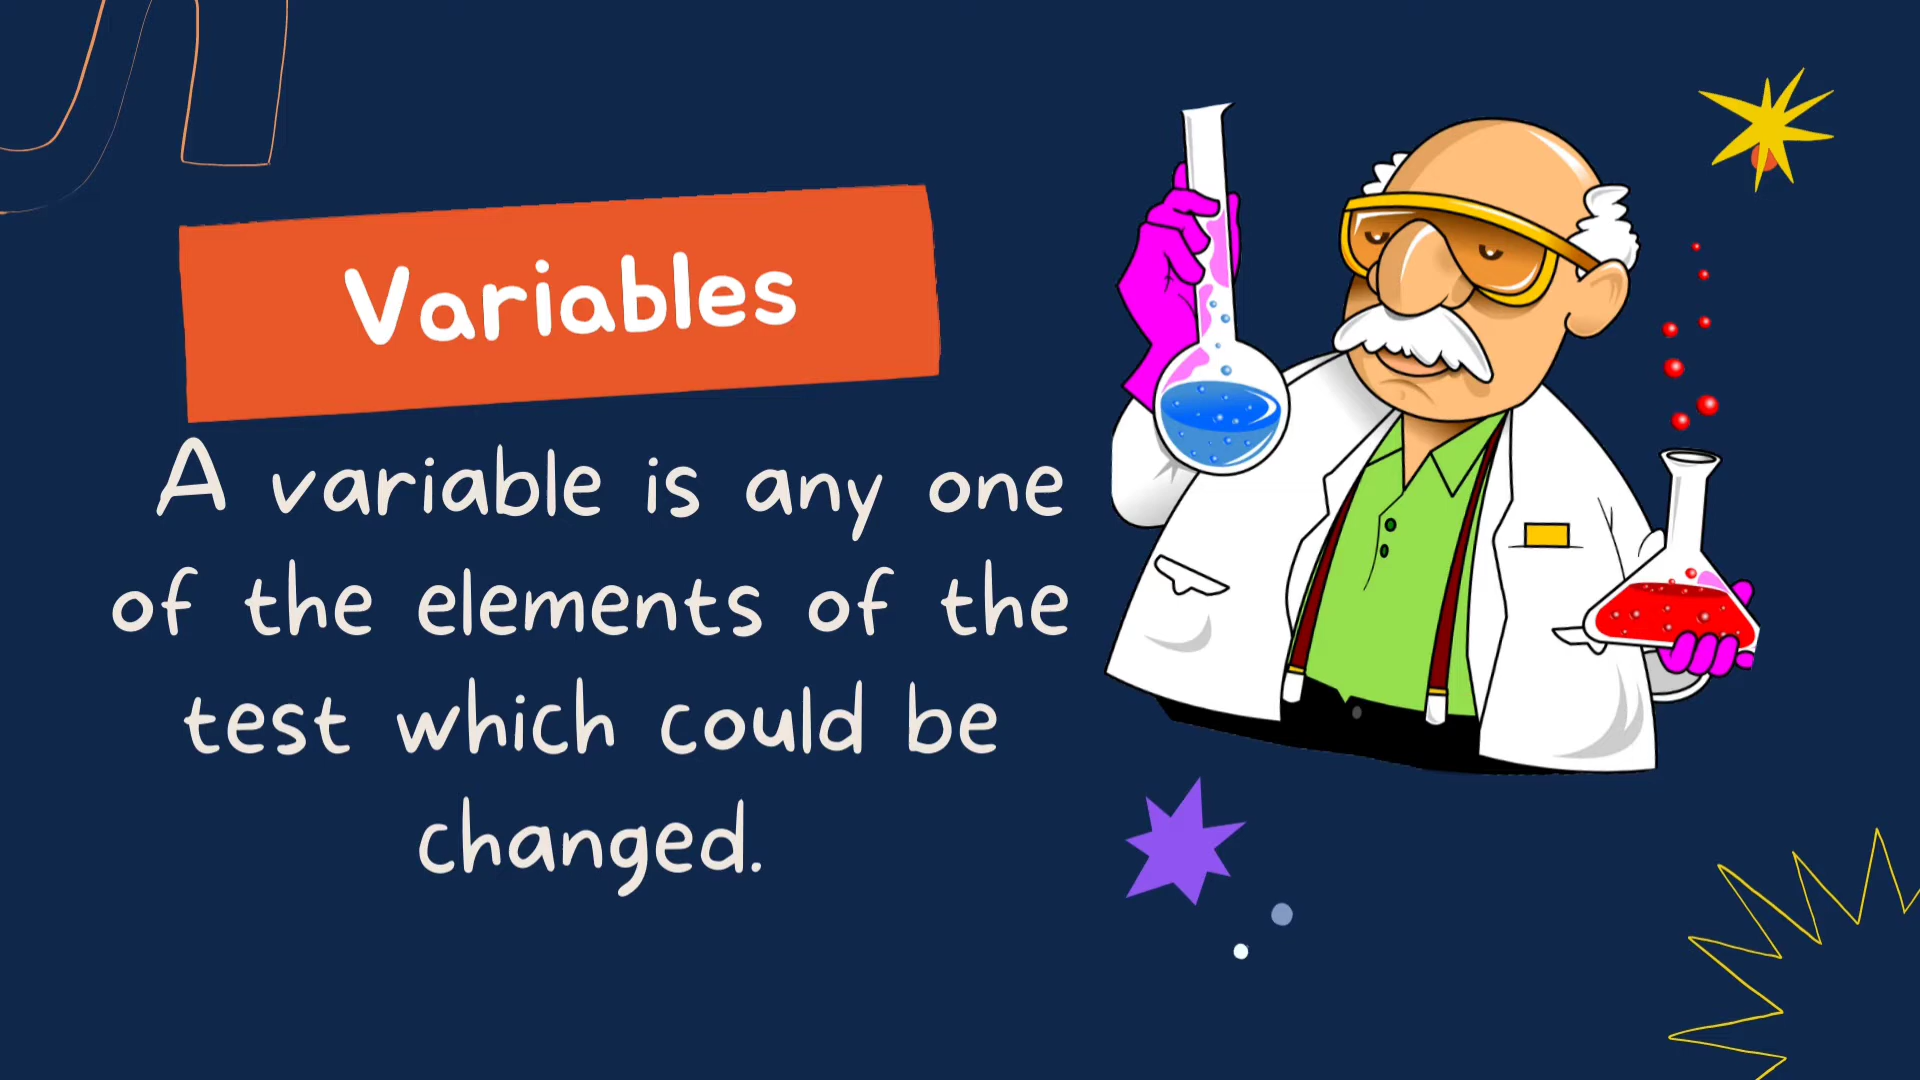 Variables
A variable is any one
of the elements of the
test which could be
changed.